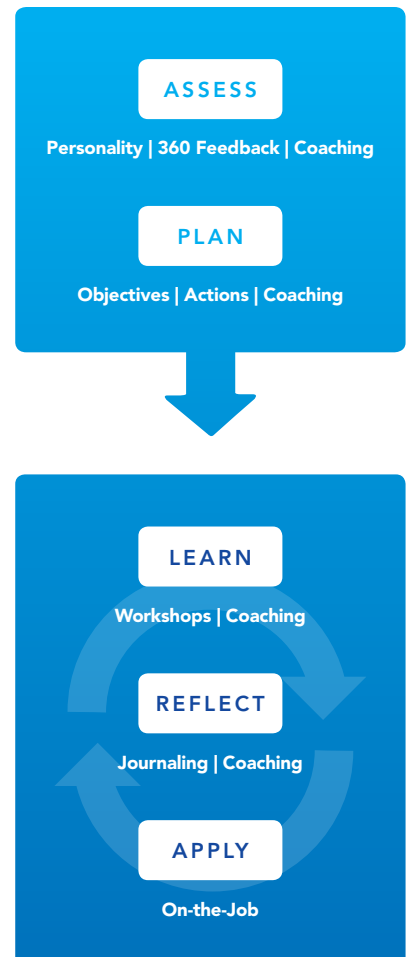 ASSESS
Personality | 360 Feedback | Coaching
PLAN
Objectives | Actions | Coaching
LEARN
Workshops | Coaching
REFLECT
Journaling | Coaching
APPLY
On-the-Job